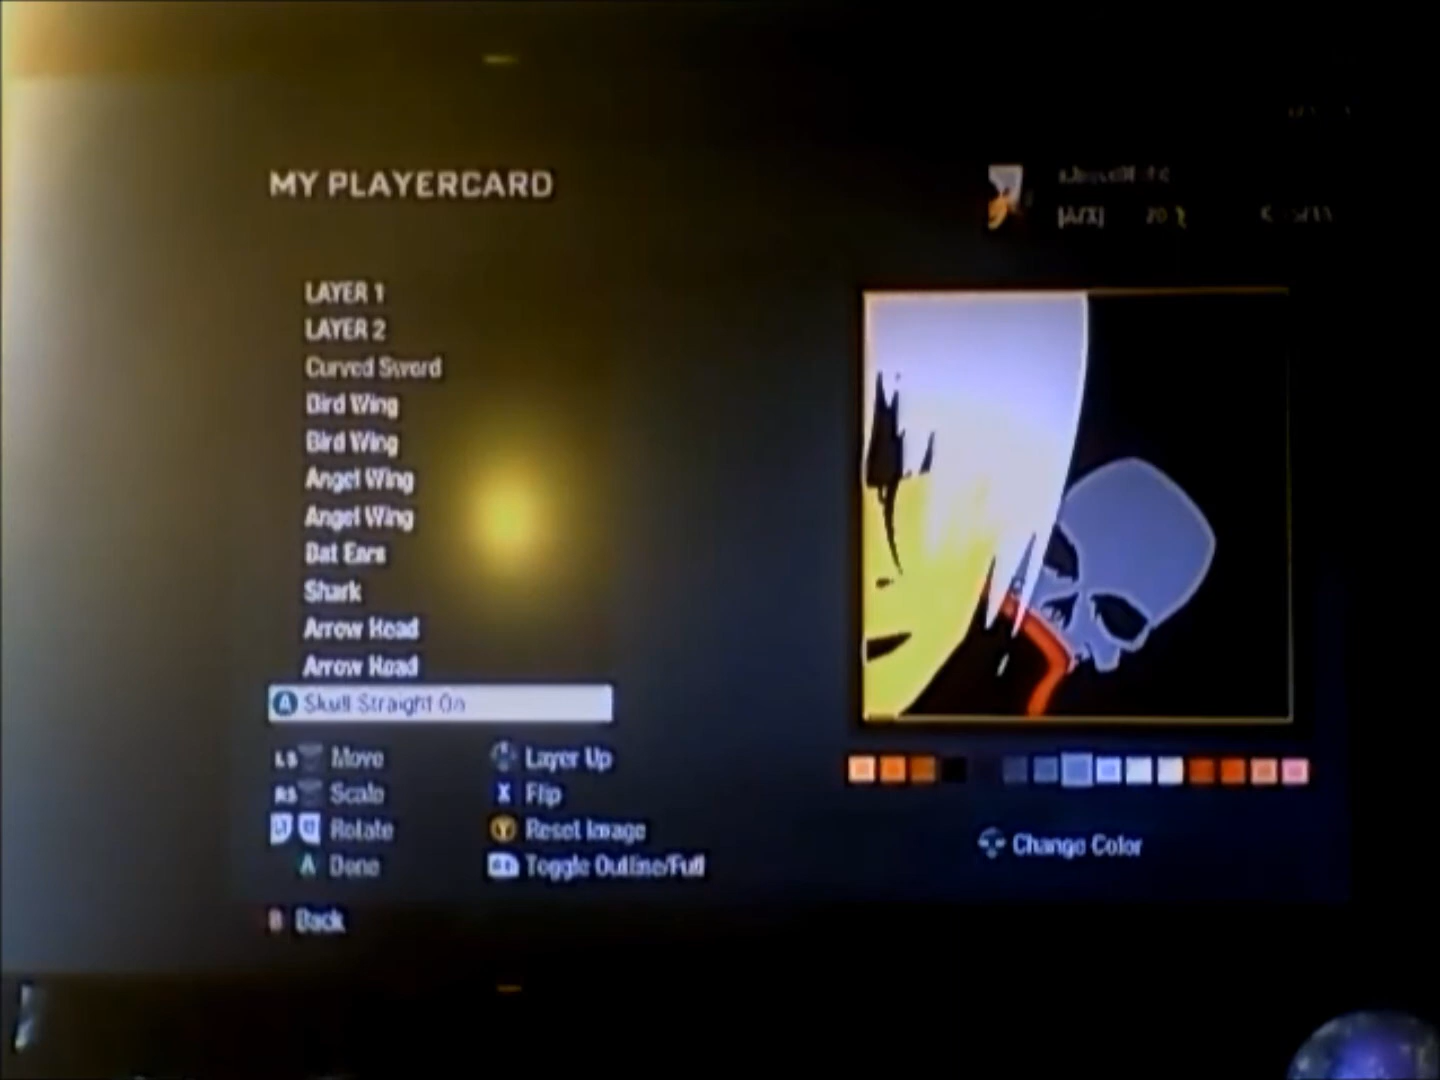 MY PLAYERCARD
[A/X]
LAYER 1
LAYER 2
Curved Sword
Bird Wing
Bird Wing
Angel Wing
Angel Wing
Bat Ears
Shark
Arrow Head
Arrow Head
A Skull Straight On
LS Move
Layer Up
RS Scale
X Flip
Rotate
Y Reset Image
A Done
Toggle Outline/Full
Change Color
B Back